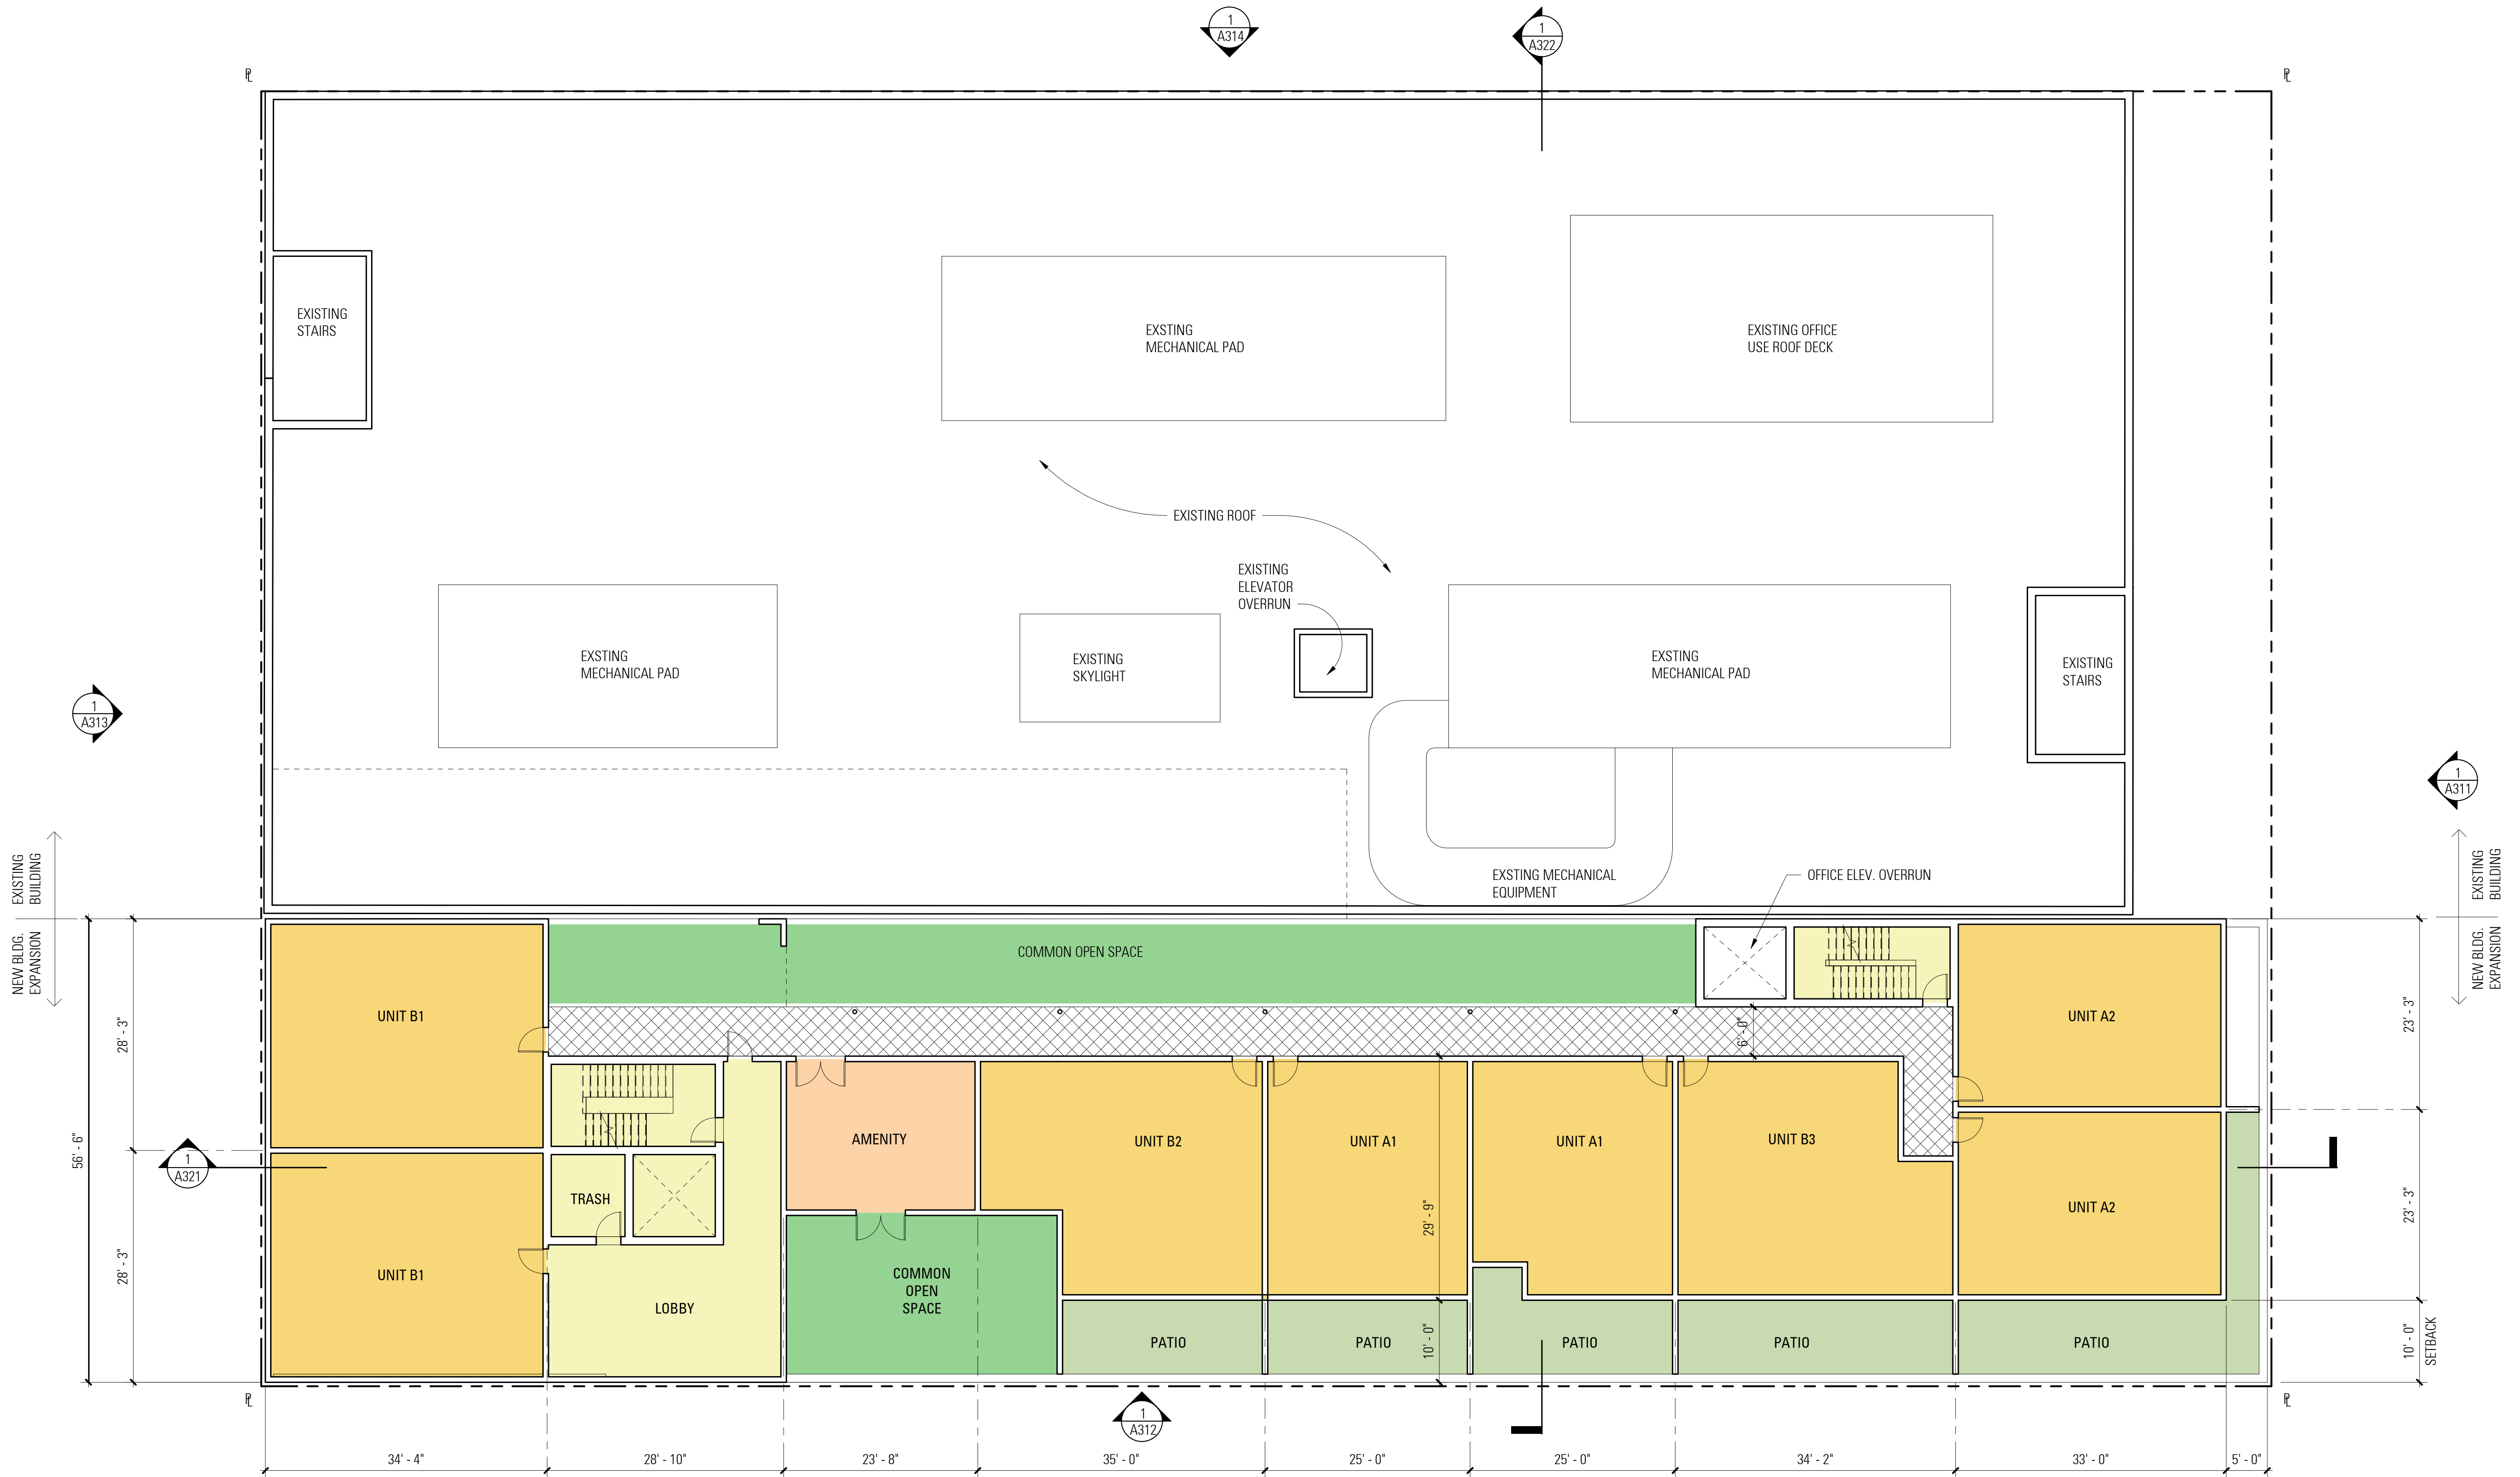 1
A314
1
A322
PL
PL
EXISTING
STAIRS
EXSTING
MECHANICAL PAD
EXISTING OFFICE
USE ROOF DECK
EXISTING ROOF
EXISTING
ELEVATOR
OVERRUN
EXSTING
MECHANICAL PAD
EXISTING
SKYLIGHT
EXSTING
MECHANICAL PAD
EXISTING
STAIRS
1
A313
1
A311
EXSTING MECHANICAL
EQUIPMENT
OFFICE ELEV. OVERRUN
EXISTING
BUILDING
NEW BLDG.
EXPANSION
EXISTING
BUILDING
NEW BLDG.
EXPANSION
COMMON OPEN SPACE
UNIT B1
UNIT A2
28' - 3"
6' - 0"
23' - 3"
56' - 6"
AMENITY
UNIT B2
UNIT A1
UNIT A1
UNIT B3
1
A321
TRASH
UNIT A2
29' - 9"
23' - 3"
28' - 3"
UNIT B1
LOBBY
COMMON
OPEN
SPACE
PATIO
PATIO
PATIO
PATIO
PATIO
10' - 0"
10' - 0"
SETBACK
PL
PL
1
A312
34' - 4"
28' - 10"
23' - 8"
35' - 0"
25' - 0"
25' - 0"
34' - 2"
33' - 0"
5' - 0"